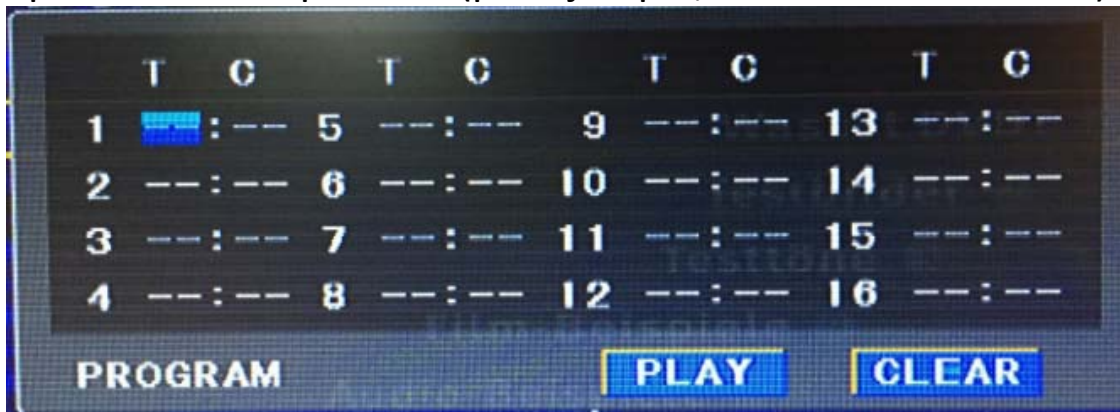 T C T C T C T C
1 --:-- 5 --:-- 9 --:-- 13 --:--
2 --:-- 6 --:-- 10 --:-- 14 --:--
3 --:-- 7 --:-- 11 --:-- 15 --:--
4 --:-- 8 --:-- 12 --:-- 16 --:--
PROGRAM PLAY CLEAR